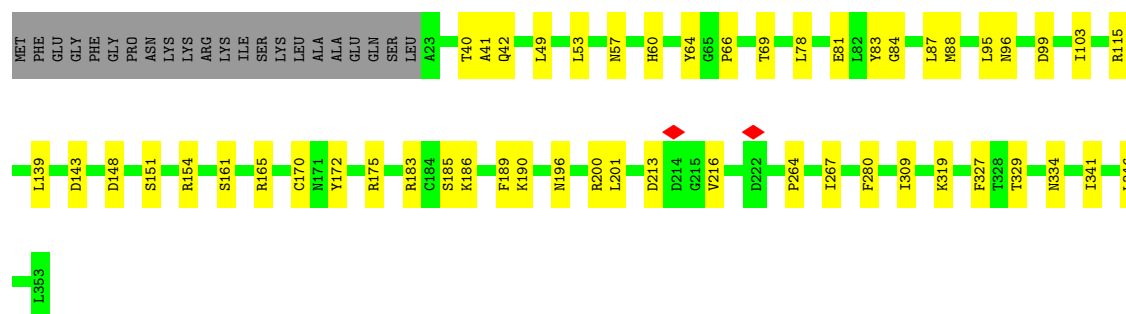 MET PHE GLU GLY PHE GLY PRO ASN LYS LYS ARG LYS ILE SER LYS LEU ALA ALA GLU GLN SER LEU A23 T40 A41 Q42 L49 L53 N57 H60 Y64 G65 P66 T69 L78 E81 L82 Y83 G84 L87 M88 L95 N96 D99 I103 R115
L139 D143 D148 S151 R154 S161 R165 C170 N171 Y172 R175 R183 C184 S185 K186 F189 K190 N196 R200 L201 D213 D214 G215 V216 D222 P264 I267 F280 I309 K319 F327 T328 T329 N334 I341
L353